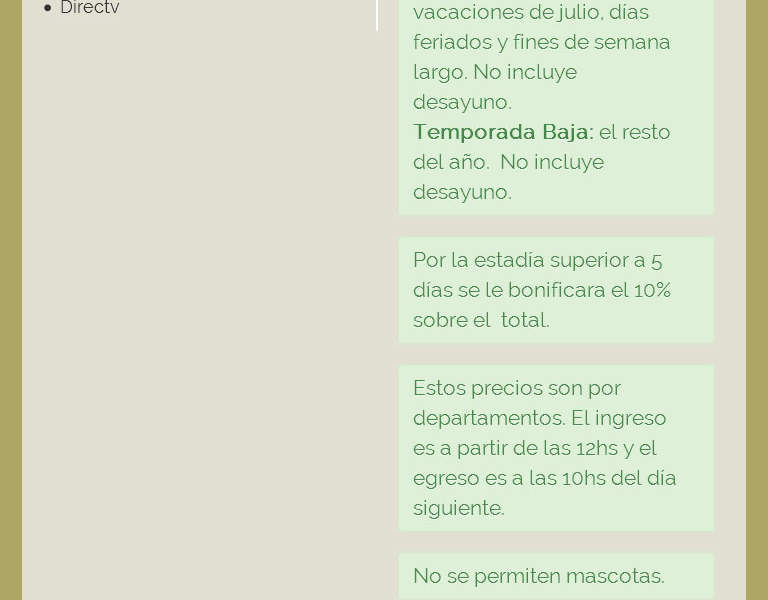 Directv
vacaciones de julio, días
feriados y fines de semana
largo. No incluye
desayuno.
Temporada Baja: el resto
del año.  No incluye
desayuno.
Por la estadía superior a 5
días se le bonificara el 10%
sobre el  total.
Estos precios son por
departamentos. El ingreso
es a partir de las 12hs y el
egreso es a las 10hs del día
siguiente.
No se permiten mascotas.